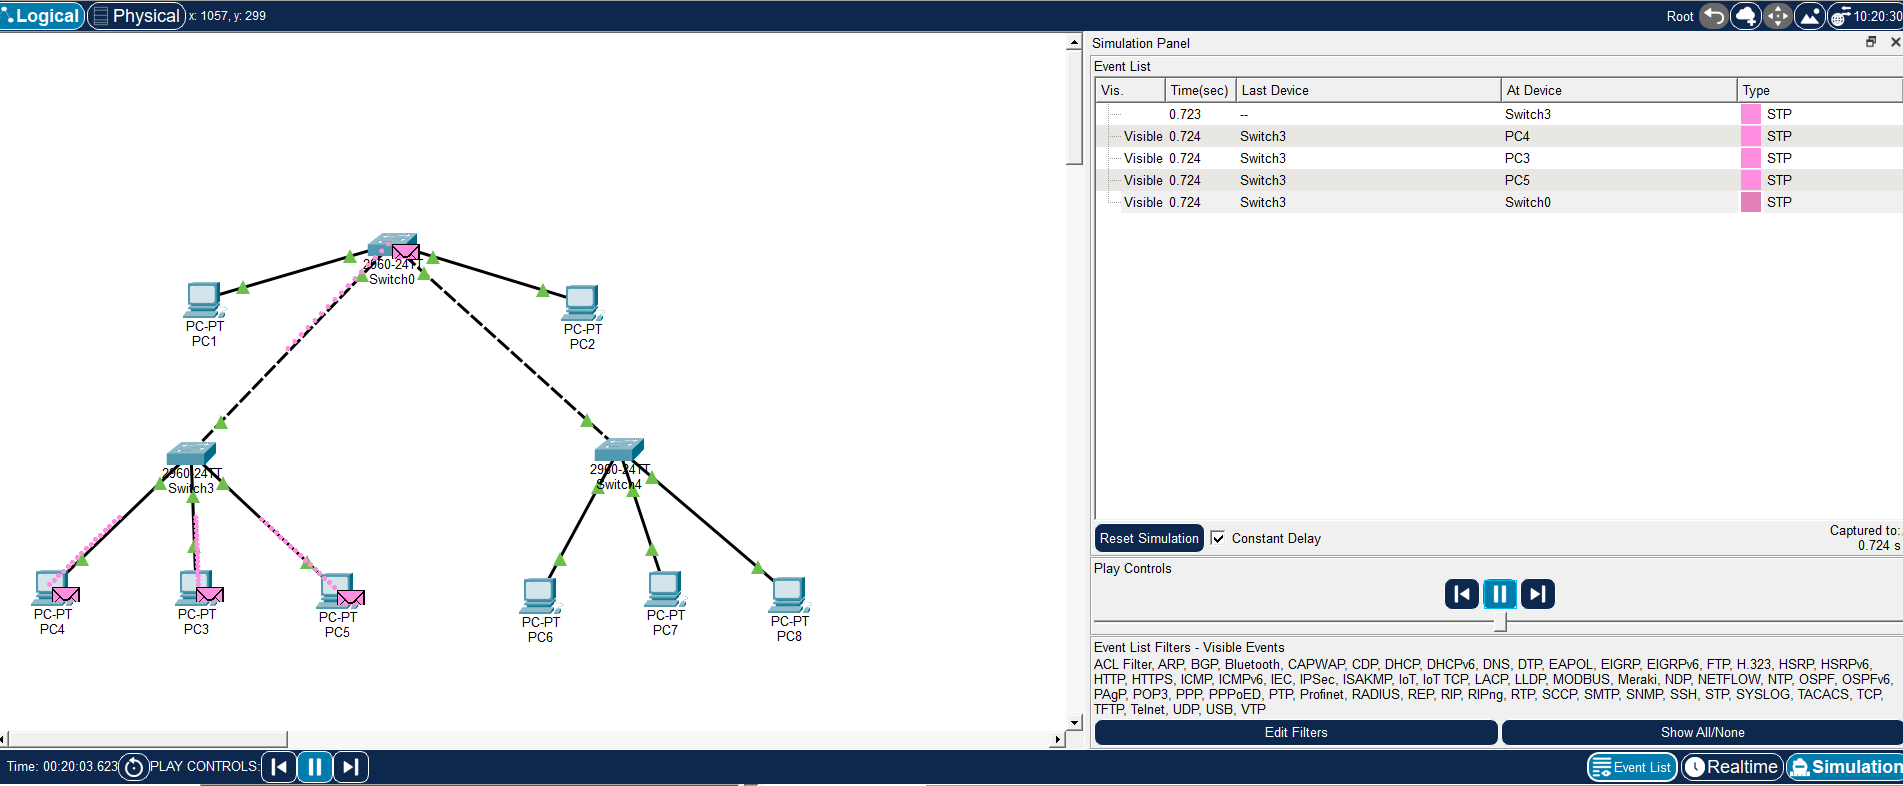 Logical Physical x: 1057, y: 299 Root 10:20:30
Simulation Panel
Event List
Vis. Time(sec) Last Device At Device Type
0.723 -- Switch3 STP
Visible 0.724 Switch3 PC4 STP
Visible 0.724 Switch3 PC3 STP
Visible 0.724 Switch3 PC5 STP
Visible 0.724 Switch3 Switch0 STP
2960-24TT
Switch0
PC-PT
PC1
PC-PT
PC2
2960-24TT
Switch3
2960-24TT
Switch4
PC-PT
PC4
PC-PT
PC3
PC-PT
PC5
PC-PT
PC6
PC-PT
PC7
PC-PT
PC8
Reset Simulation Constant Delay
Captured to:
0.724 s
Play Controls
Event List Filters - Visible Events
ACL Filter, ARP, BGP, Bluetooth, CAPWAP, CDP, DHCP, DHCPv6, DNS, DTP, EAPOL, EIGRP, EIGRPv6, FTP, H.323, HSRP, HSRPv6,
HTTP, HTTPS, ICMP, ICMPv6, IEC, IPSec, ISAKMP, IoT, IoT TCP, LACP, LLDP, MODBUS, Meraki, NDP, NETFLOW, NTP, OSPF, OSPFv6,
PAgP, POP3, PPP, PPPoED, PTP, Profinet, RADIUS, REP, RIP, RIPng, RTP, SCCP, SMTP, SNMP, SSH, STP, SYSLOG, TACACS, TCP,
TFTP, Telnet, UDP, USB, VTP
Edit Filters Show All/None
Time: 00:20:03.623 PLAY CONTROLS: Event List Realtime Simulation